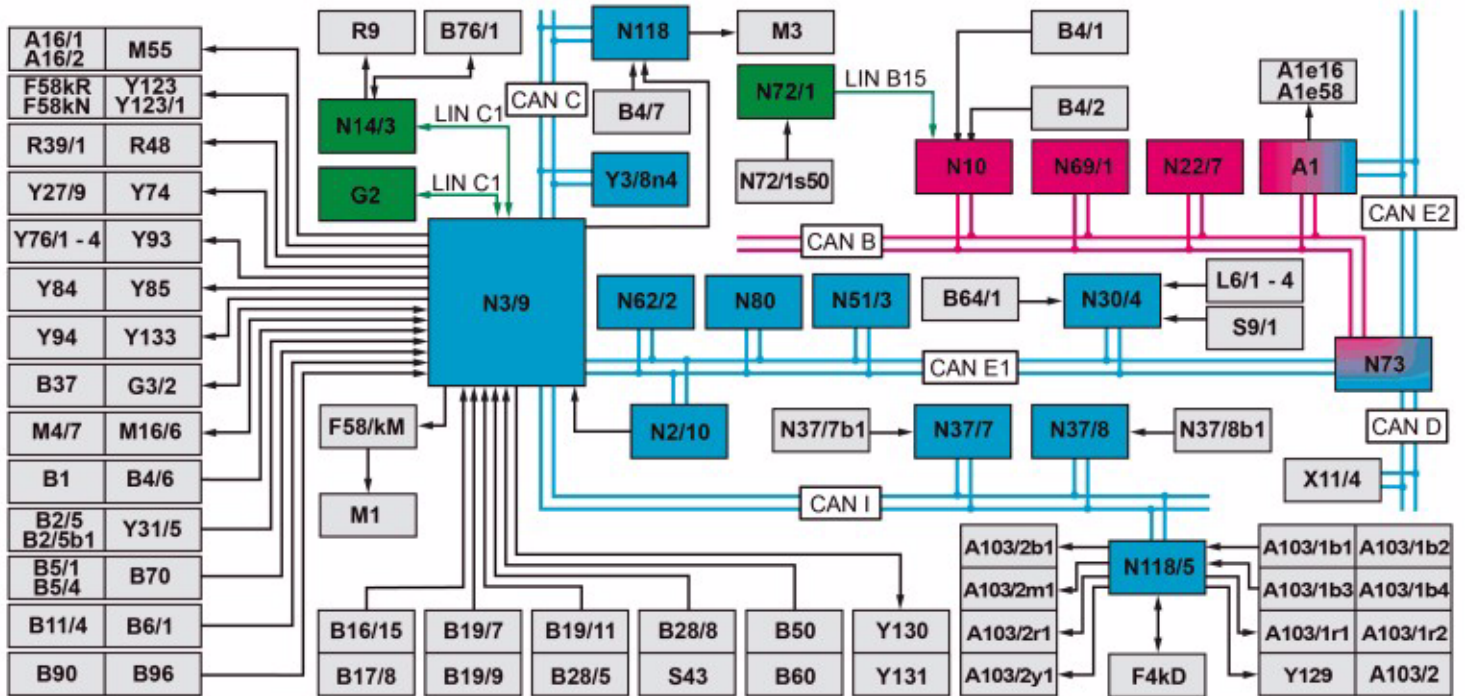 A16/1
A16/2
M55
F58kR
F58kN
Y123
Y123/1
R39/1
R48
Y27/9
Y74
Y76/1 - 4
Y93
Y84
Y85
Y94
Y133
B37
G3/2
M4/7
M16/6
B1
B4/6
B2/5
B2/5b1
Y31/5
B5/1
B5/4
B70
B11/4
B6/1
B90
B96
R9
B76/1
N14/3
LIN C1
G2
LIN C1
N3/9
F58/kM
M1
CAN C
N118
M3
B4/7
Y3/8n4
N72/1
LIN B15
N72/1s50
B4/1
B4/2
N10
N69/1
N22/7
A1e16
A1e58
A1
CAN E2
CAN B
N62/2
N80
N51/3
B64/1
N30/4
L6/1 - 4
S9/1
CAN E1
N73
N2/10
N37/7b1
N37/7
N37/8
N37/8b1
CAN D
CAN I
X11/4
B16/15
B19/7
B19/11
B28/8
B50
Y130
B17/8
B19/9
B28/5
S43
B60
Y131
A103/2b1
A103/2m1
A103/2r1
A103/2y1
N118/5
F4kD
A103/1b1
A103/1b2
A103/1b3
A103/1b4
A103/1r1
A103/1r2
Y129
A103/2